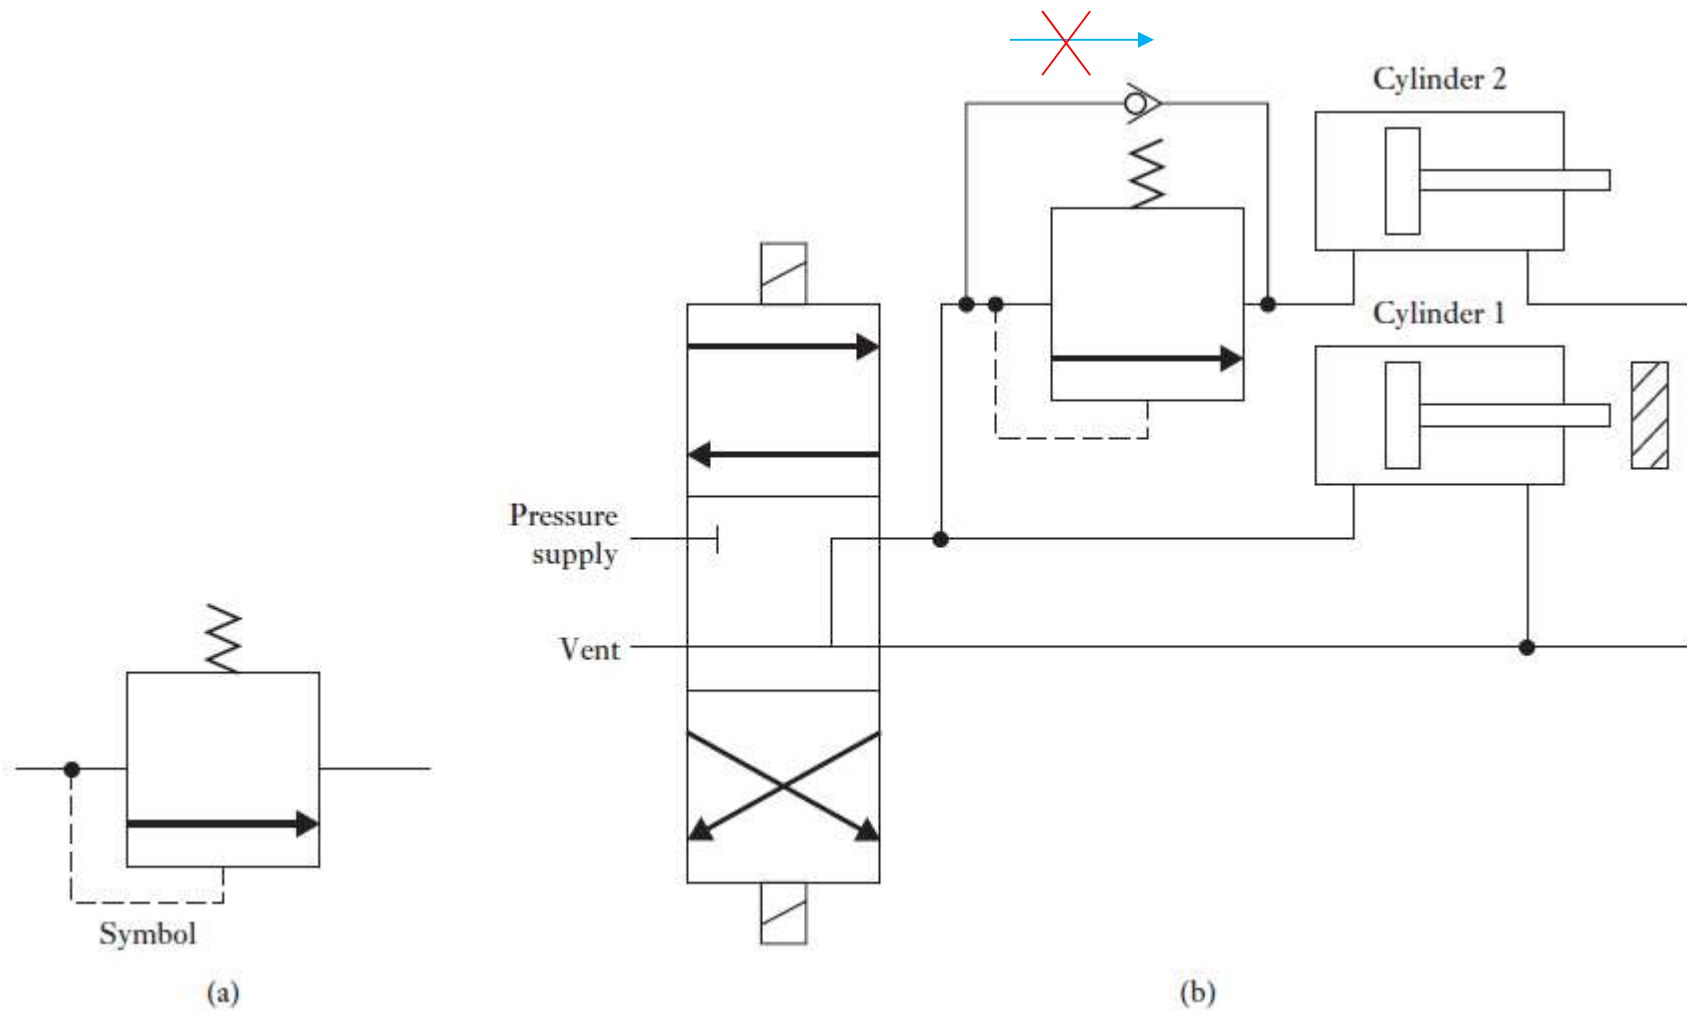 Cylinder 2
Cylinder 1
Pressure
supply
Vent
Symbol
(a)
(b)